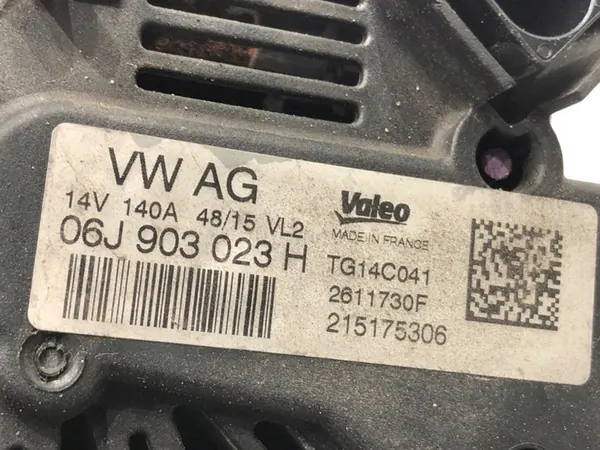 VW AG
14V 140A 48/15 VL2
06J 903 023 H
Valeo
MADE IN FRANCE
TG14C041
2611730F
215175306